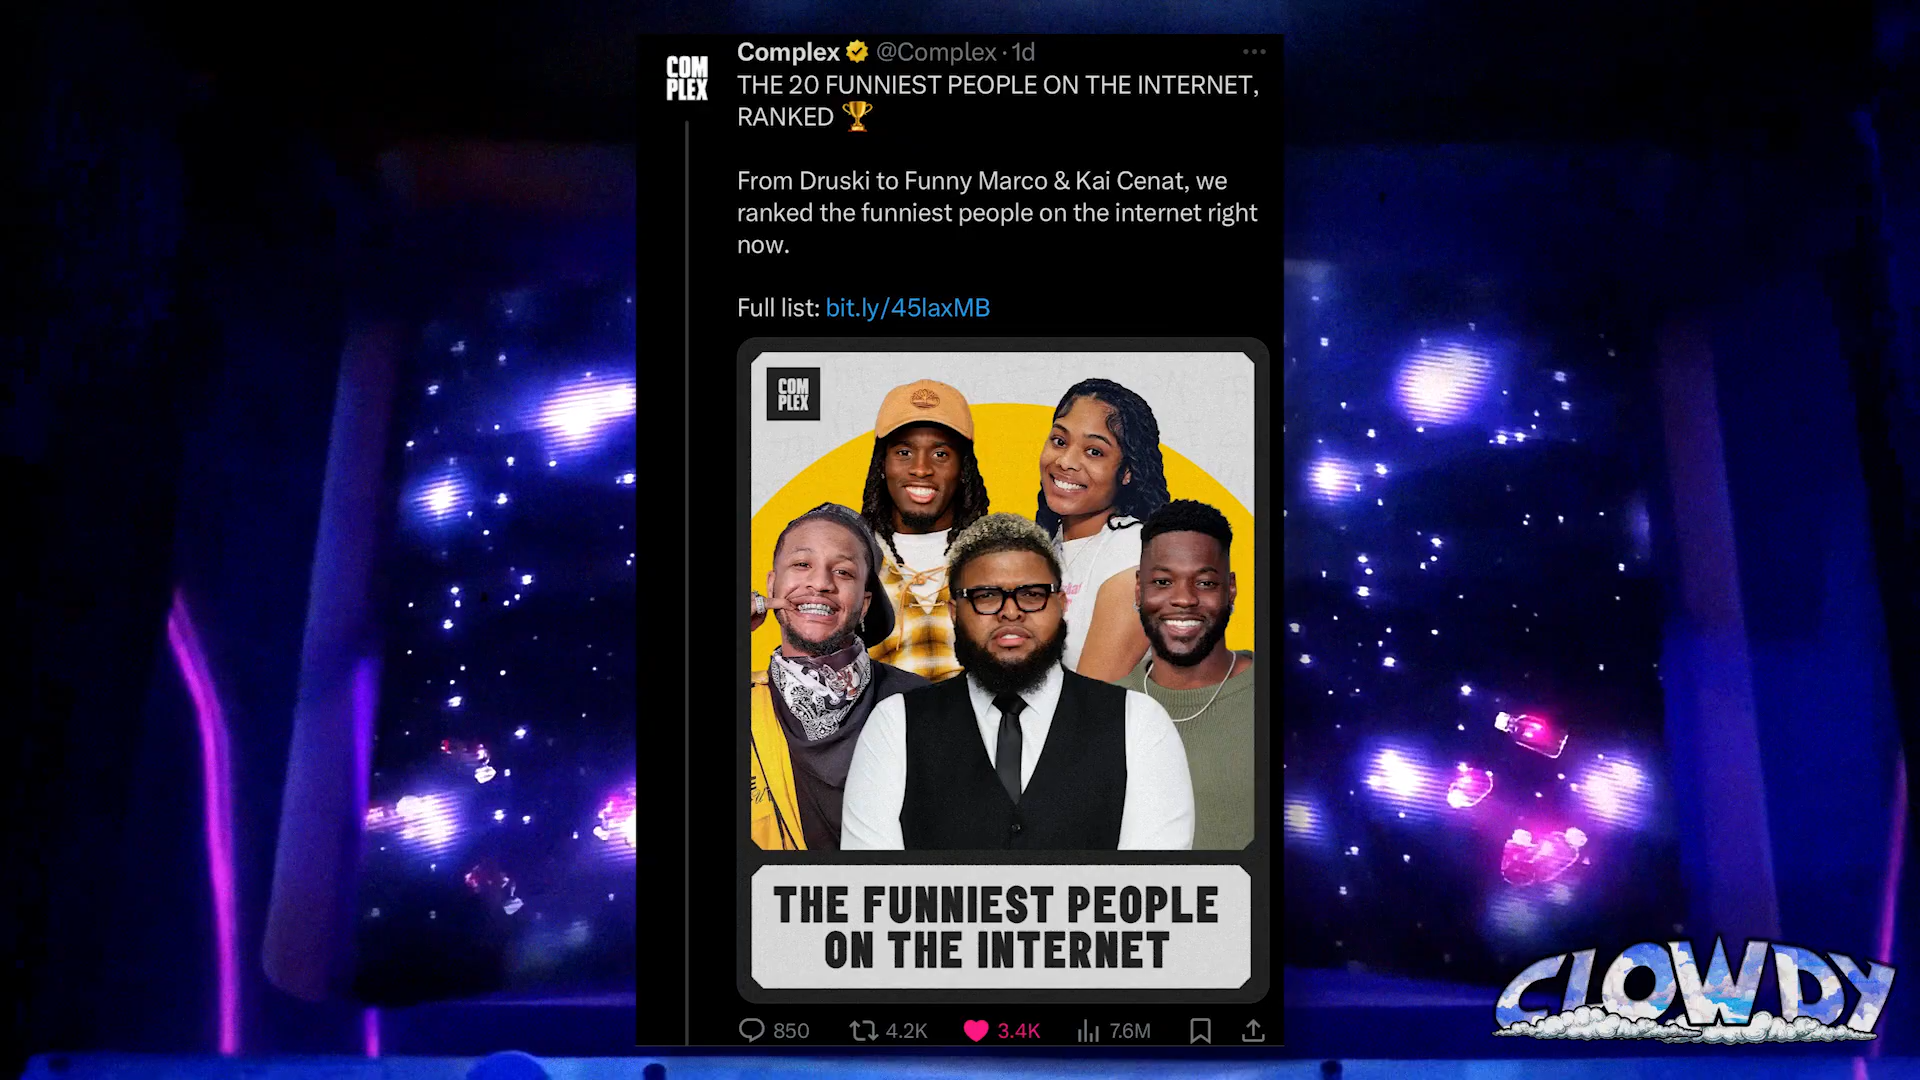 COM
PLEX
Complex @Complex · 1d
THE 20 FUNNIEST PEOPLE ON THE INTERNET,
RANKED 🏆
From Druski to Funny Marco & Kai Cenat, we
ranked the funniest people on the internet right
now.
Full list: bit.ly/45laxMB
COM
PLEX
THE FUNNIEST PEOPLE
ON THE INTERNET
850 4.2K 3.4K 7.6M
CLOWDY